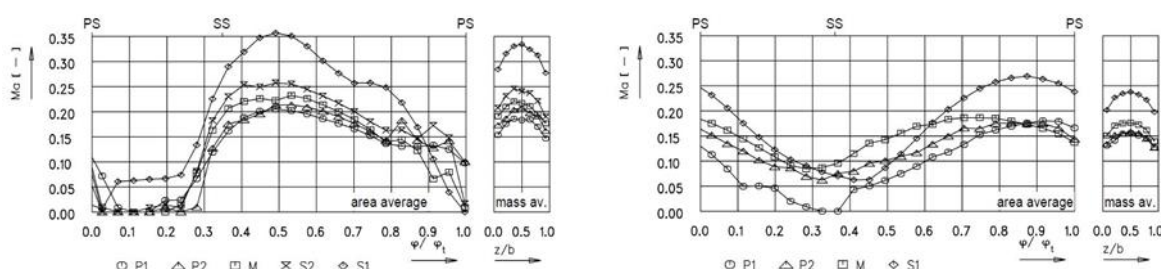 PS SS PS
Ma [ – ]
0.35
0.30
0.25
0.20
0.15
0.10
0.05
0.00
area average
mass av.
0.0 0.1 0.2 0.3 0.4 0.5 0.6 0.7 0.8 0.9 1.0
0.0 0.5 1.0
φ/ φt
z/b
P1 P2 M S2 S1
PS SS PS
Ma [ – ]
0.35
0.30
0.25
0.20
0.15
0.10
0.05
0.00
area average
mass av.
0.0 0.1 0.2 0.3 0.4 0.5 0.6 0.7 0.8 0.9 1.0
0.0 0.5 1.0
φ/ φt
z/b
P1 P2 M S1